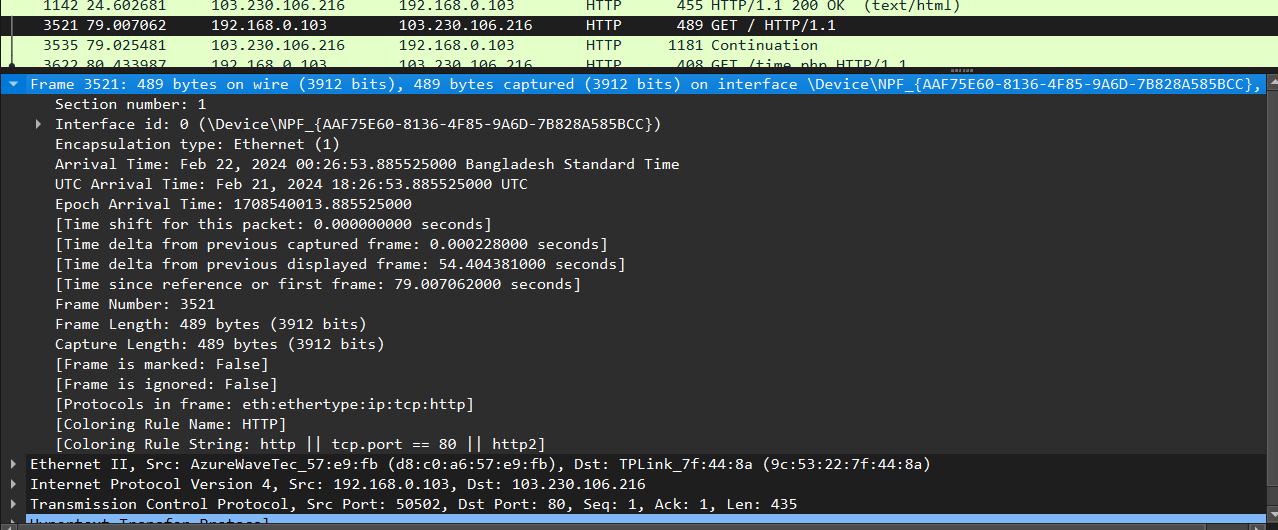 1142 24.602681 103.230.106.216 192.168.0.103 HTTP 455 HTTP/1.1 200 OK (text/html)
3521 79.007062 192.168.0.103 103.230.106.216 HTTP 489 GET / HTTP/1.1
3535 79.025481 103.230.106.216 192.168.0.103 HTTP 1181 Continuation
3622 80.433987 192.168.0.103 103.230.106.216 HTTP 408 GET /time.php HTTP/1.1
Frame 3521: 489 bytes on wire (3912 bits), 489 bytes captured (3912 bits) on interface \Device\NPF_{AAF75E60-8136-4F85-9A6D-7B828A585BCC},
Section number: 1
Interface id: 0 (\Device\NPF_{AAF75E60-8136-4F85-9A6D-7B828A585BCC})
Encapsulation type: Ethernet (1)
Arrival Time: Feb 22, 2024 00:26:53.885525000 Bangladesh Standard Time
UTC Arrival Time: Feb 21, 2024 18:26:53.885525000 UTC
Epoch Arrival Time: 1708540013.885525000
[Time shift for this packet: 0.000000000 seconds]
[Time delta from previous captured frame: 0.000228000 seconds]
[Time delta from previous displayed frame: 54.404381000 seconds]
[Time since reference or first frame: 79.007062000 seconds]
Frame Number: 3521
Frame Length: 489 bytes (3912 bits)
Capture Length: 489 bytes (3912 bits)
[Frame is marked: False]
[Frame is ignored: False]
[Protocols in frame: eth:ethertype:ip:tcp:http]
[Coloring Rule Name: HTTP]
[Coloring Rule String: http || tcp.port == 80 || http2]
Ethernet II, Src: AzureWaveTec_57:e9:fb (d8:c0:a6:57:e9:fb), Dst: TPLink_7f:44:8a (9c:53:22:7f:44:8a)
Internet Protocol Version 4, Src: 192.168.0.103, Dst: 103.230.106.216
Transmission Control Protocol, Src Port: 50502, Dst Port: 80, Seq: 1, Ack: 1, Len: 435
Hypertext Transfer Protocol